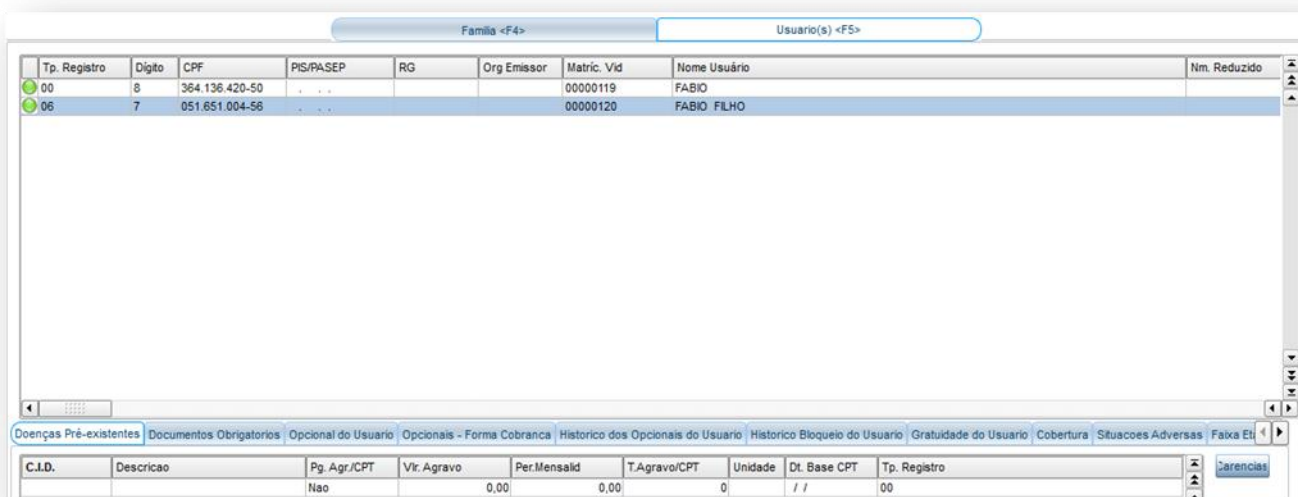 Familia <F4> Usuario(s) <F5>
Tp. Registro Dígito CPF PIS/PASEP RG Org Emissor Matríc. Vid Nome Usuário Nm. Reduzido
00 8 364.136.420-50 . . . 00000119 FABIO
06 7 051.651.004-56 . . . 00000120 FABIO FILHO
Doenças Pré-existentes Documentos Obrigatorios Opcional do Usuario Opcionais - Forma Cobranca Historico dos Opcionais do Usuario Historico Bloqueio do Usuario Gratuidade do Usuario Cobertura Situacoes Adversas Faixa Et
C.I.D. Descricao Pg. Agr./CPT Vlr. Agravo Per.Mensalid T.Agravo/CPT Unidade Dt. Base CPT Tp. Registro Carencias
Nao 0,00 0,00 0 / / 00